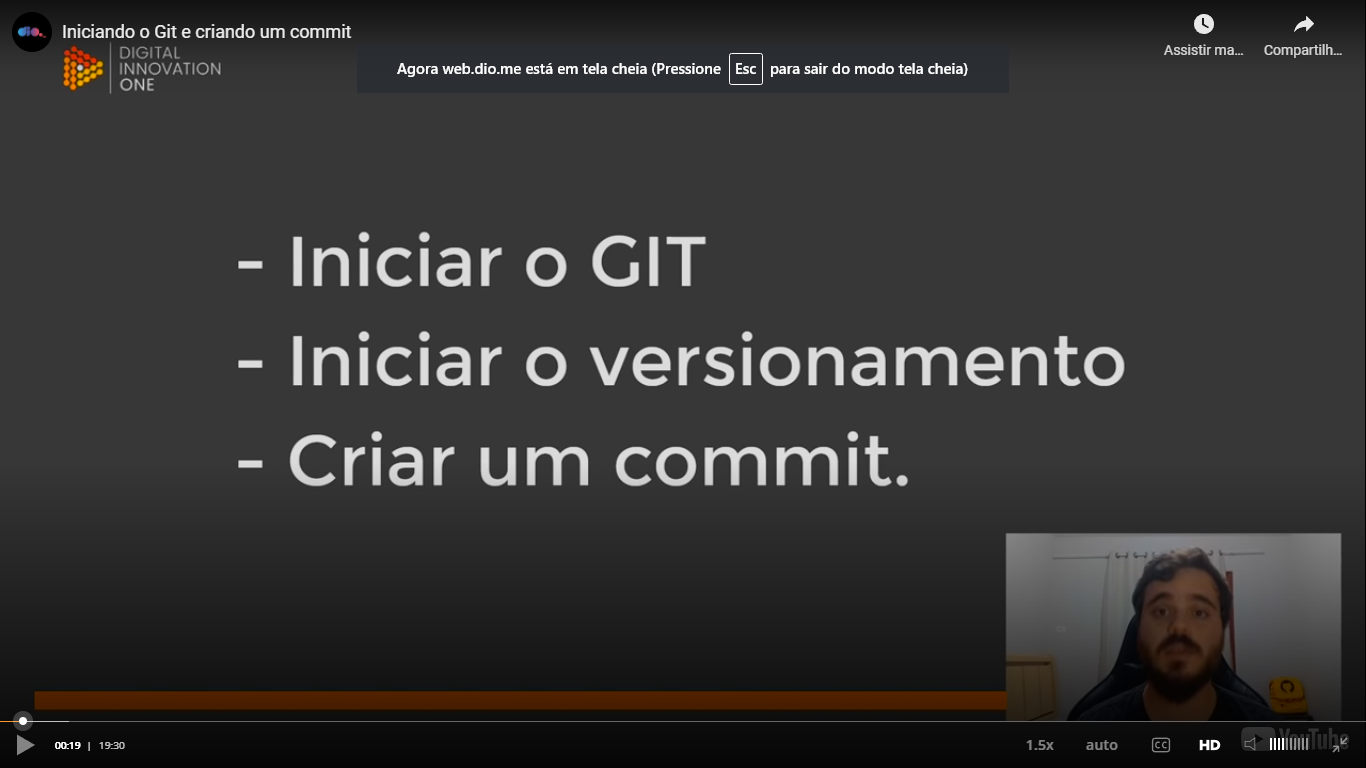 Iniciando o Git e criando um commit
Assistir ma...
Compartilh...
DIGITAL
INNOVATION
ONE
Agora web.dio.me está em tela cheia (Pressione Esc para sair do modo tela cheia)
- Iniciar o GIT
- Iniciar o versionamento
- Criar um commit.
00:19 | 19:30
1.5x
auto
CC
HD
YouTube